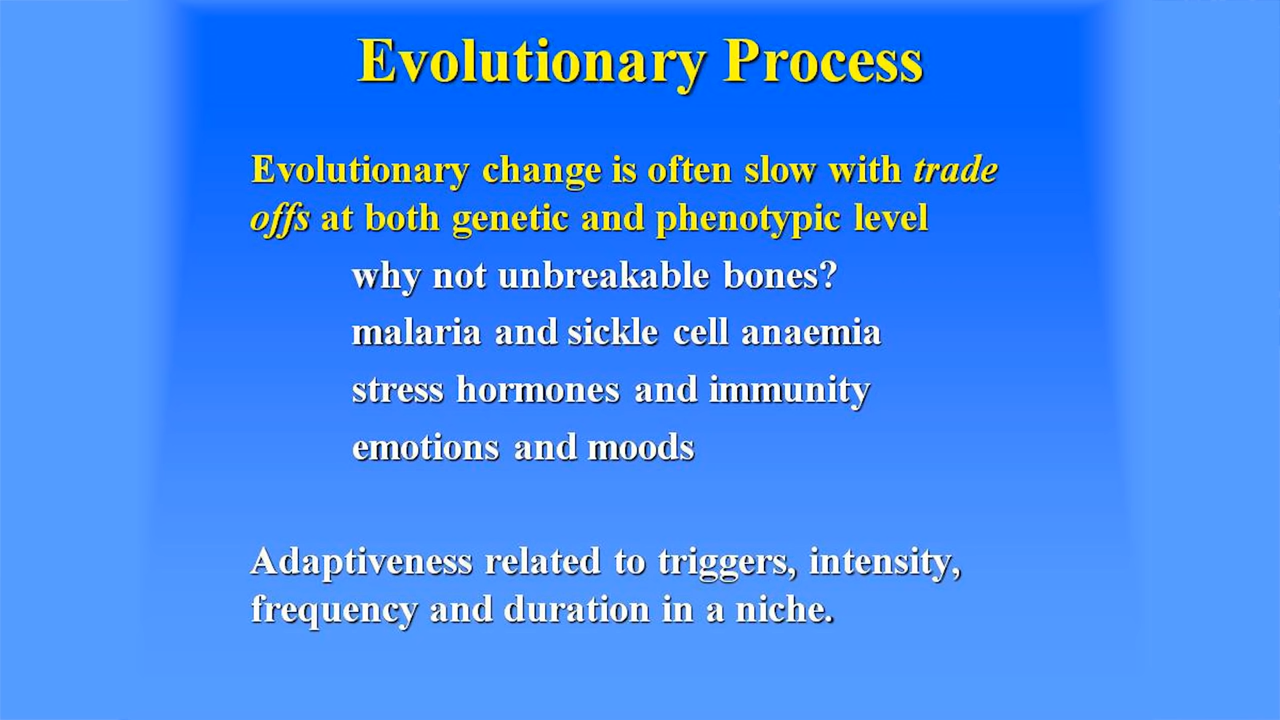 Evolutionary Process
Evolutionary change is often slow with trade
offs at both genetic and phenotypic level
why not unbreakable bones?
malaria and sickle cell anaemia
stress hormones and immunity
emotions and moods
Adaptiveness related to triggers, intensity,
frequency and duration in a niche.